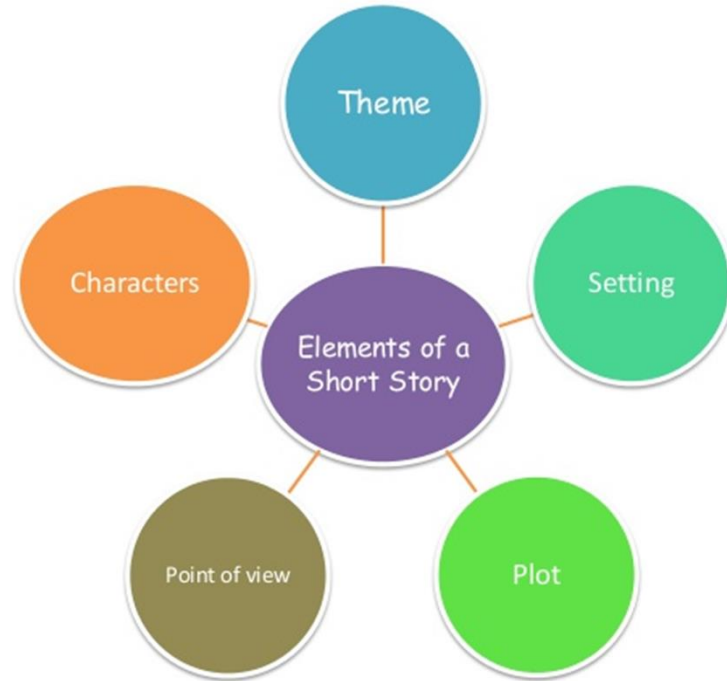 Theme
Characters
Setting
Elements of a
Short Story
Point of view
Plot